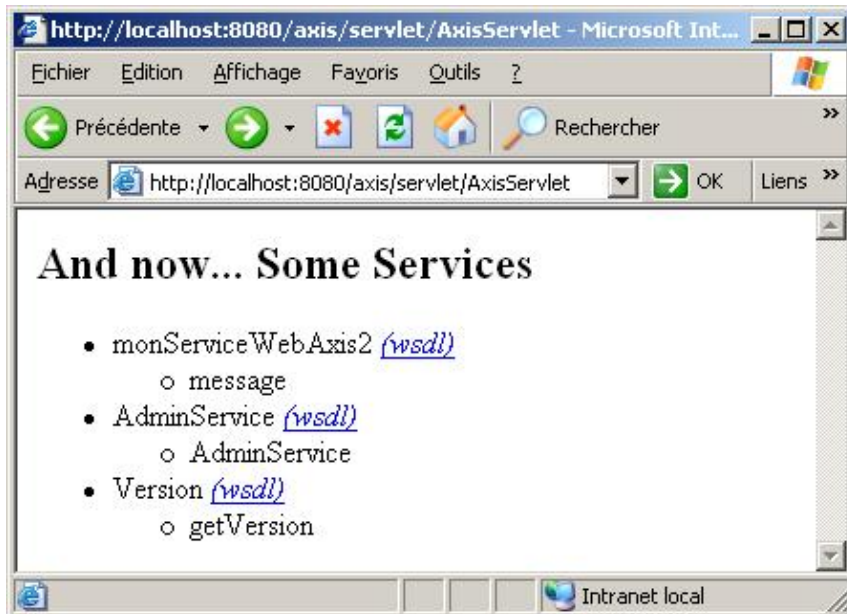 http://localhost:8080/axis/servlet/AxisServlet - Microsoft Int...
Fichier Edition Affichage Favoris Outils ?
Précédente Rechercher »
Adresse http://localhost:8080/axis/servlet/AxisServlet OK Liens »
And now... Some Services
• monServiceWebAxis2 (wsdl)
o message
• AdminService (wsdl)
o AdminService
• Version (wsdl)
o getVersion
Intranet local